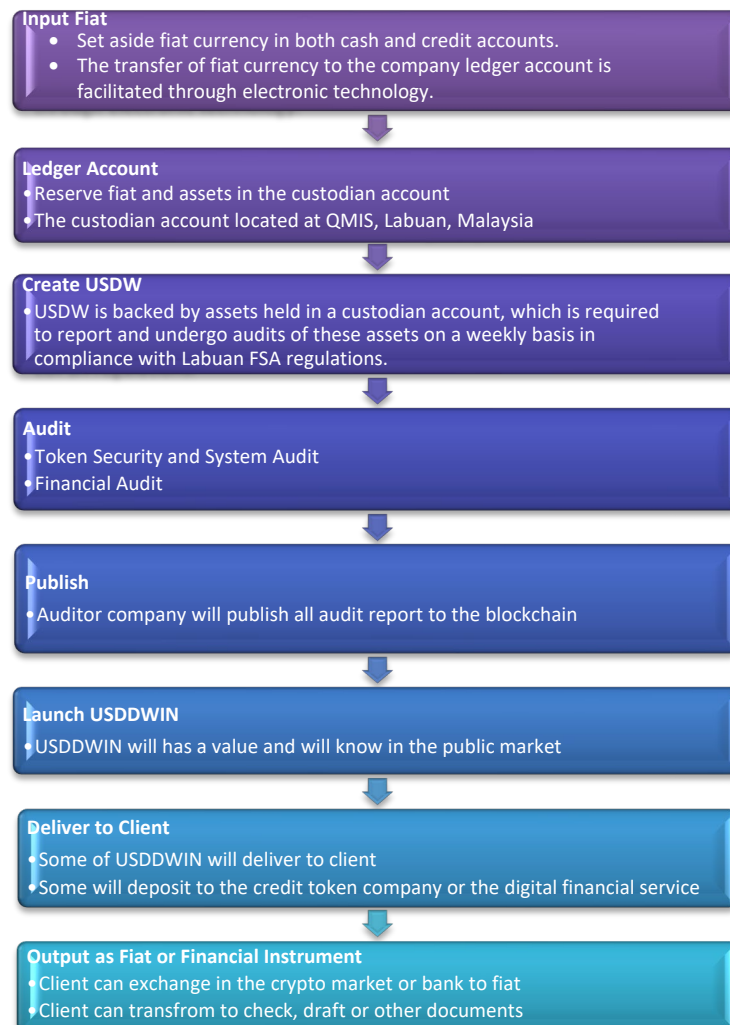 Input Fiat
• Set aside fiat currency in both cash and credit accounts.
• The transfer of fiat currency to the company ledger account is
facilitated through electronic technology.
Ledger Account
•Reserve fiat and assets in the custodian account
•The custodian account located at QMIS, Labuan, Malaysia
Create USDW
•USDW is backed by assets held in a custodian account, which is required
to report and undergo audits of these assets on a weekly basis in
compliance with Labuan FSA regulations.
Audit
•Token Security and System Audit
•Financial Audit
Publish
•Auditor company will publish all audit report to the blockchain
Launch USDDWIN
•USDDWIN will has a value and will know in the public market
Deliver to Client
•Some of USDDWIN will deliver to client
•Some will deposit to the credit token company or the digital financial service
Output as Fiat or Financial Instrument
•Client can exchange in the crypto market or bank to fiat
•Client can transfrom to check, draft or other documents